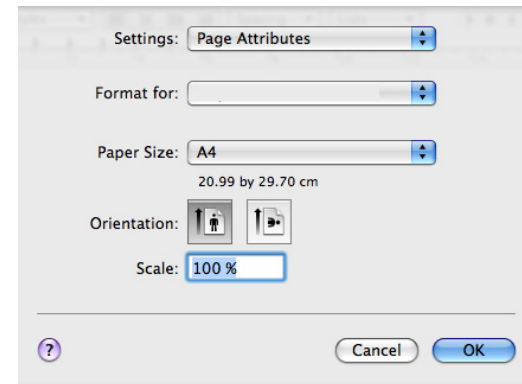 Settings: Page Attributes
Format for:
Paper Size: A4
20.99 by 29.70 cm
Orientation:
Scale: 100 %
? Cancel OK